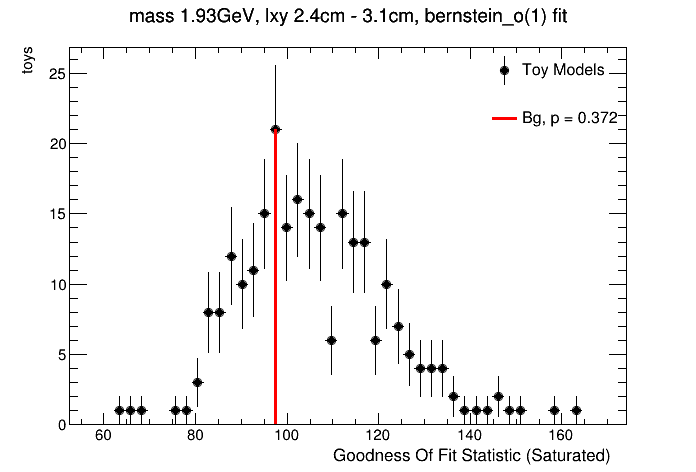 mass 1.93GeV, lxy 2.4cm - 3.1cm, bernstein_o(1) fit
toys
25
20
15
10
5
0
Toy Models
Bg, p = 0.372
60 80 100 120 140 160
Goodness Of Fit Statistic (Saturated)